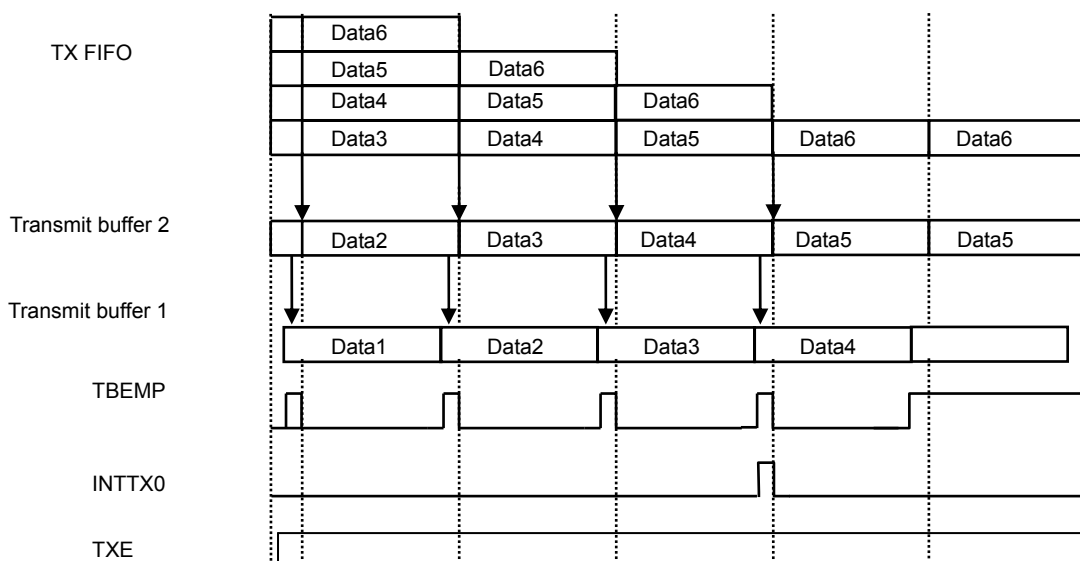 Data6
TX FIFO
Data5 Data6
Data4 Data5 Data6
Data3 Data4 Data5 Data6 Data6
Transmit buffer 2
Data2 Data3 Data4 Data5 Data5
Transmit buffer 1
Data1 Data2 Data3 Data4
TBEMP
INTTX0
TXE